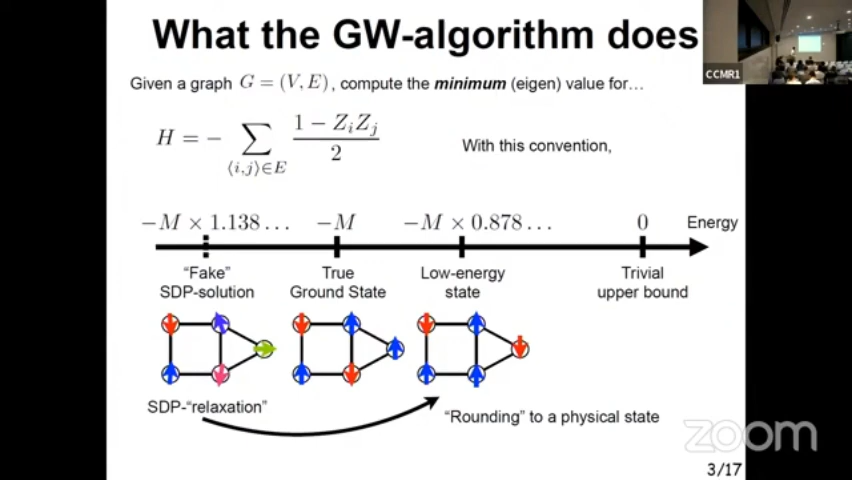 What the GW-algorithm does
CCMR1
Given a graph G = (V, E), compute the minimum (eigen) value for…
H = − ∑⟨i,j⟩∈E (1 − ZᵢZⱼ)/2
With this convention,
−M × 1.138… −M −M × 0.878… 0 Energy
“Fake” True Low-energy Trivial
SDP-solution Ground State state upper bound
SDP-“relaxation”
“Rounding” to a physical state
zoom
3/17